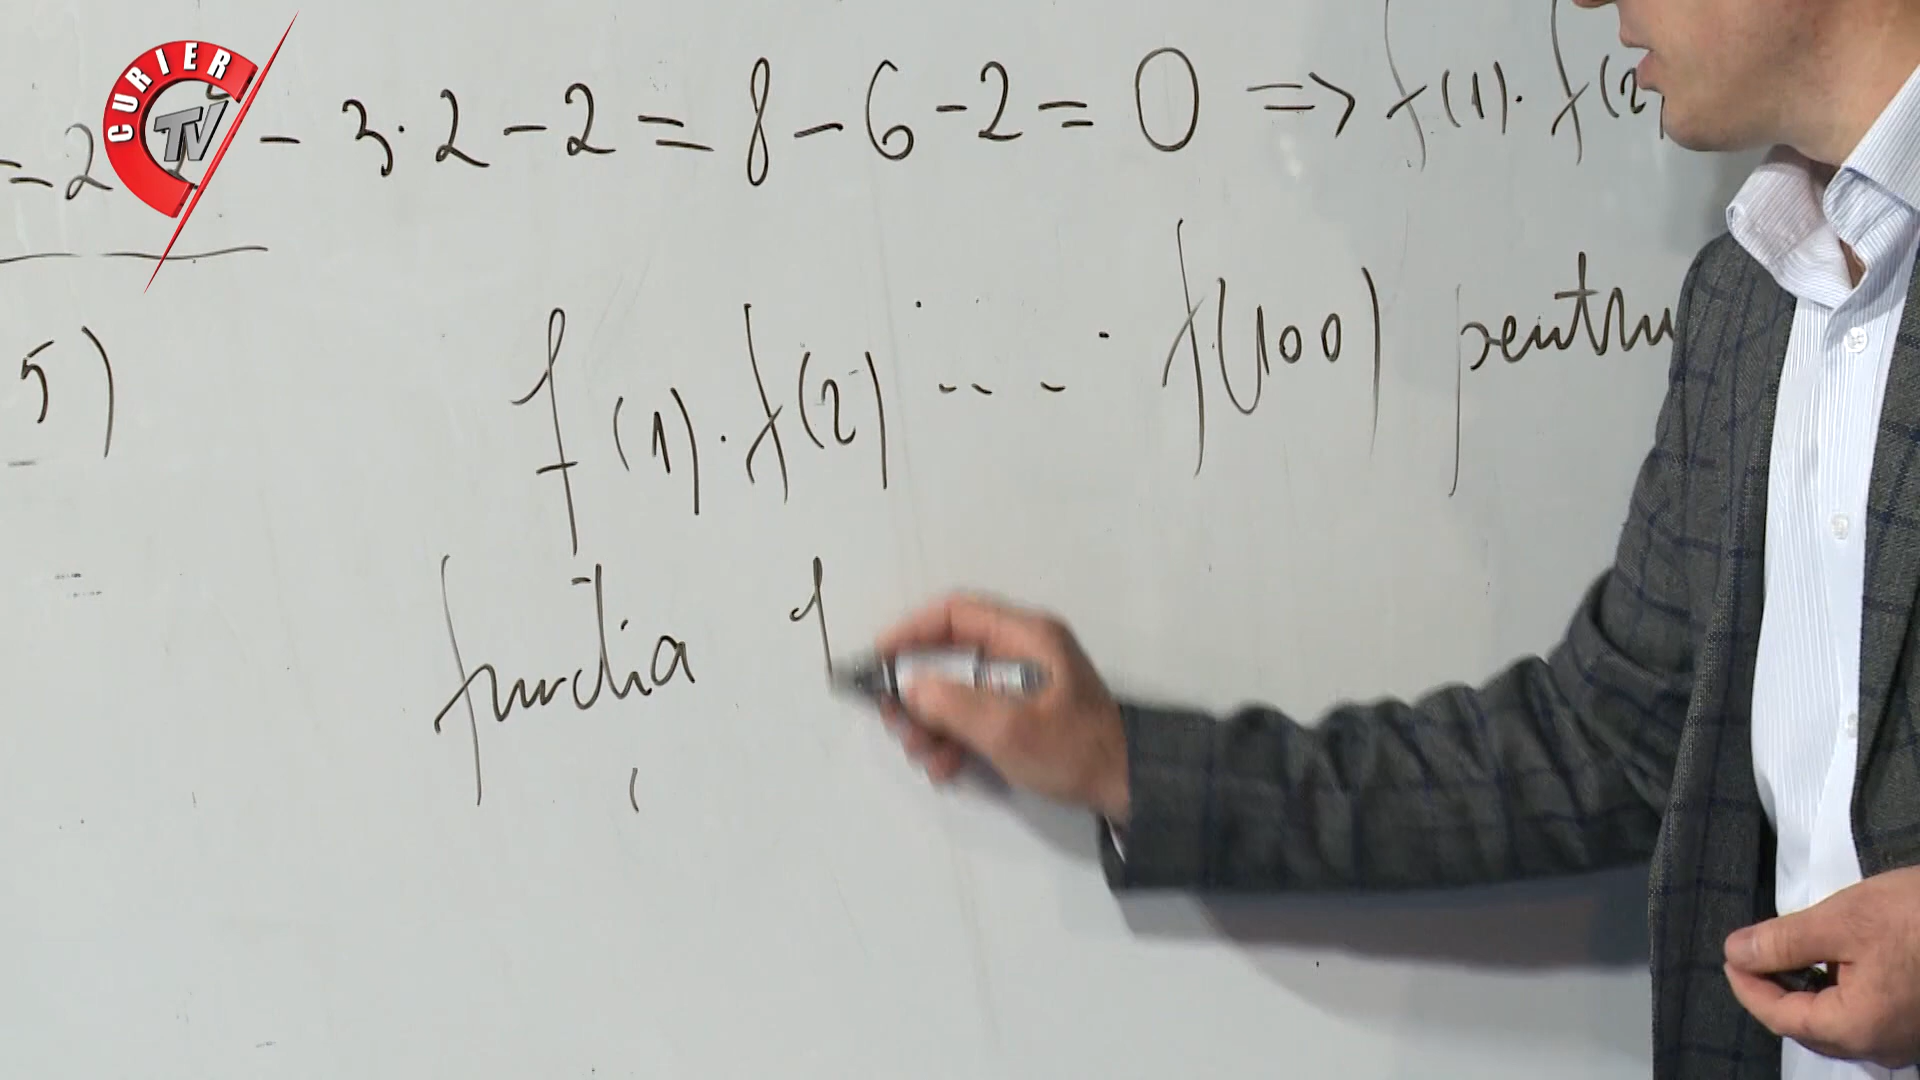 CURIER TV
=2 - 3·2-2=8-6-2=0 => f(1)·f(2)
5) f(1)·f(2) ... · f(100) pentru
funcția f